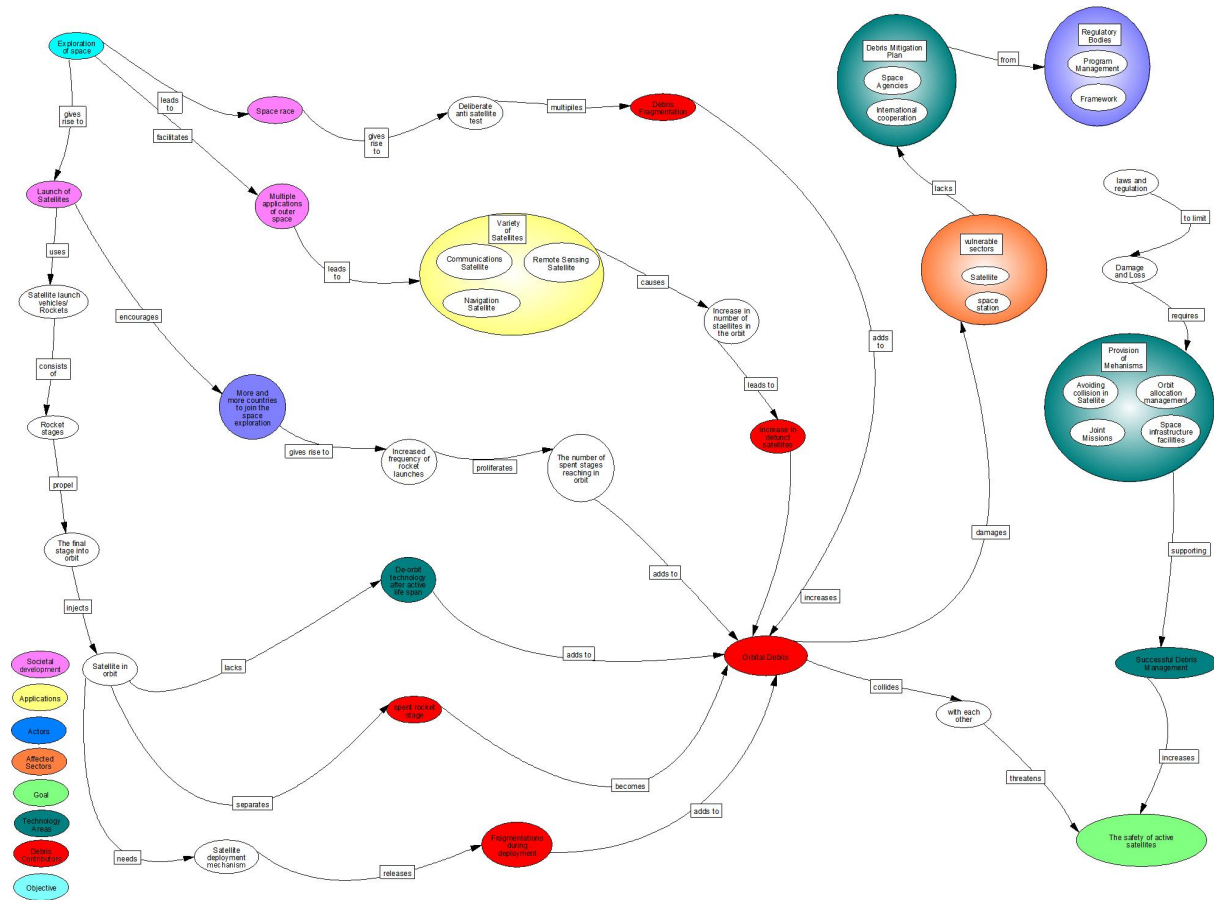 Exploration
of space
leads
to
gives
rise to
facilitates
Space race
gives
rise
to
Deliberate
anti satellite
test
multiples
Debris
Fragmentation
Debris Mitigation
Plan
Space
Agencies
International
cooperation
from
Regulatory
Bodies
Program
Management
Framework
Launch of
Satellites
Multiple
applications
of outer
space
leads
to
Variety
of
Satellites
Communications
Satellite
Remote Sensing
Satellite
Navigation
Satellite
causes
Increase in
number of
staellites in
the orbit
adds
to
lacks
vulnerable
sectors
Satellite
space
station
laws and
regulation
to limit
Damage
and Loss
requires
uses
Satellite launch
vehicles/
Rockets
encourages
leads to
consists
of
More and
more countries
to join the
space
exploration
gives rise to
Increased
frequency of
rocket
launches
proliferates
The number of
spent stages
reaching in
orbit
Increase in
defunct
satellites
Provision
of
Mehanisms
Avoiding
collision in
Satellite
Orbit
allocation
management
Joint
Missions
Space
infrastructure
facilities
Rocket
stages
propel
The final
stage into
orbit
injects
De-orbit
technology
after active
life span
adds to
increases
damages
supporting
Satellite in
orbit
lacks
adds to
Orbital Debris
collides
with each
other
Successful Debris
Management
spent rocket
stage
separates
becomes
threatens
increases
adds to
needs
Satellite
deployment
mechanism
releases
Fragmentations
during
deployment
The safety of active
satellites
Societal
development
Applications
Actors
Affected
Sectors
Goal
Technology
Areas
Debris
Contributors
Objective